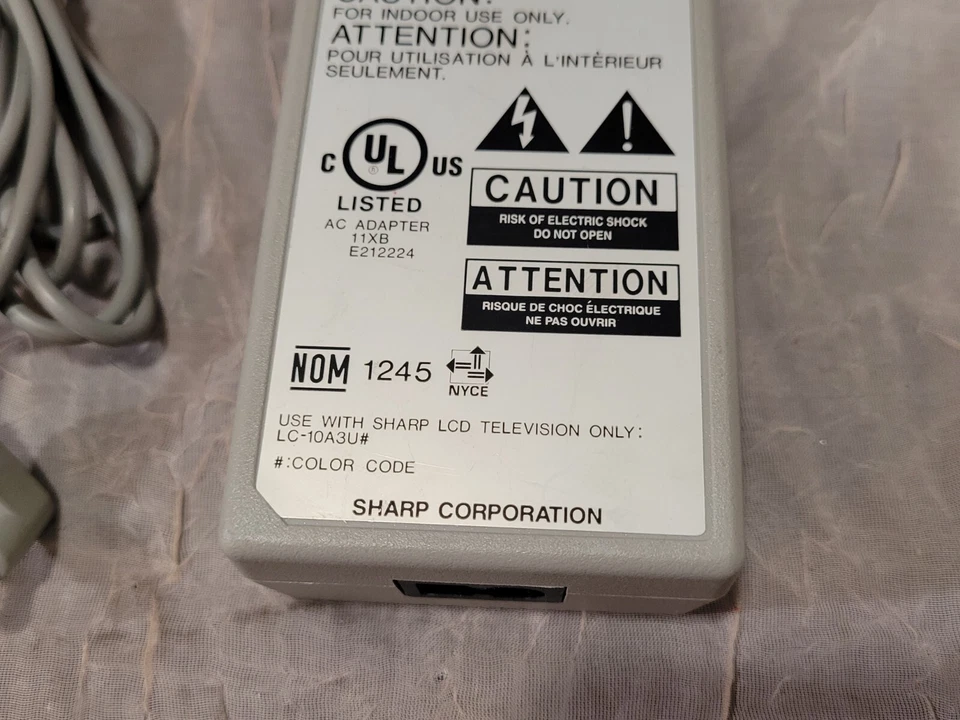 CAUTION:
FOR INDOOR USE ONLY.
ATTENTION:
POUR UTILISATION À L'INTÉRIEUR
SEULEMENT.
C UL ® US
LISTED
AC ADAPTER
11XB
E212224
CAUTION
RISK OF ELECTRIC SHOCK
DO NOT OPEN
ATTENTION
RISQUE DE CHOC ÉLECTRIQUE
NE PAS OUVRIR
NOM 1245
NYCE
USE WITH SHARP LCD TELEVISION ONLY:
LC-10A3U#
#:COLOR CODE
SHARP CORPORATION